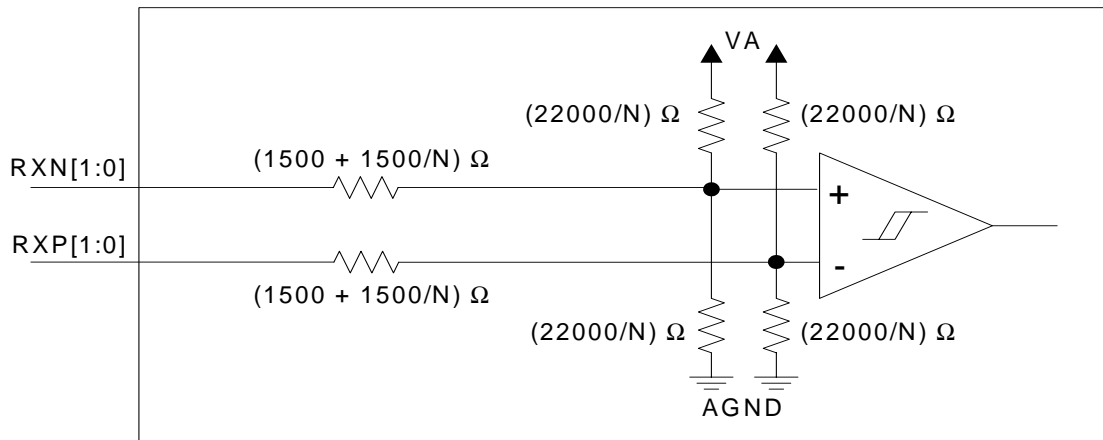 VA
(22000/N) Ω
(22000/N) Ω
(1500 + 1500/N) Ω
RXN[1:0]
+
RXP[1:0]
-
(1500 + 1500/N) Ω
(22000/N) Ω
(22000/N) Ω
AGND